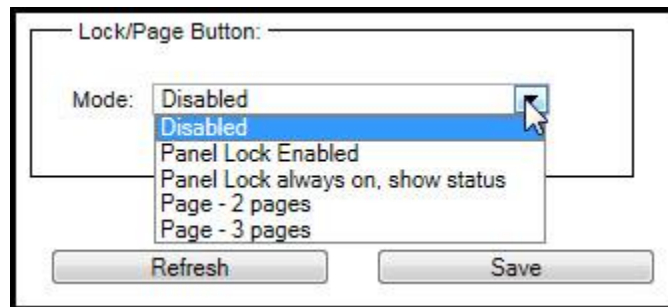 Lock/Page Button:
Mode: Disabled
Disabled
Panel Lock Enabled
Panel Lock always on, show status
Page - 2 pages
Page - 3 pages
Refresh Save